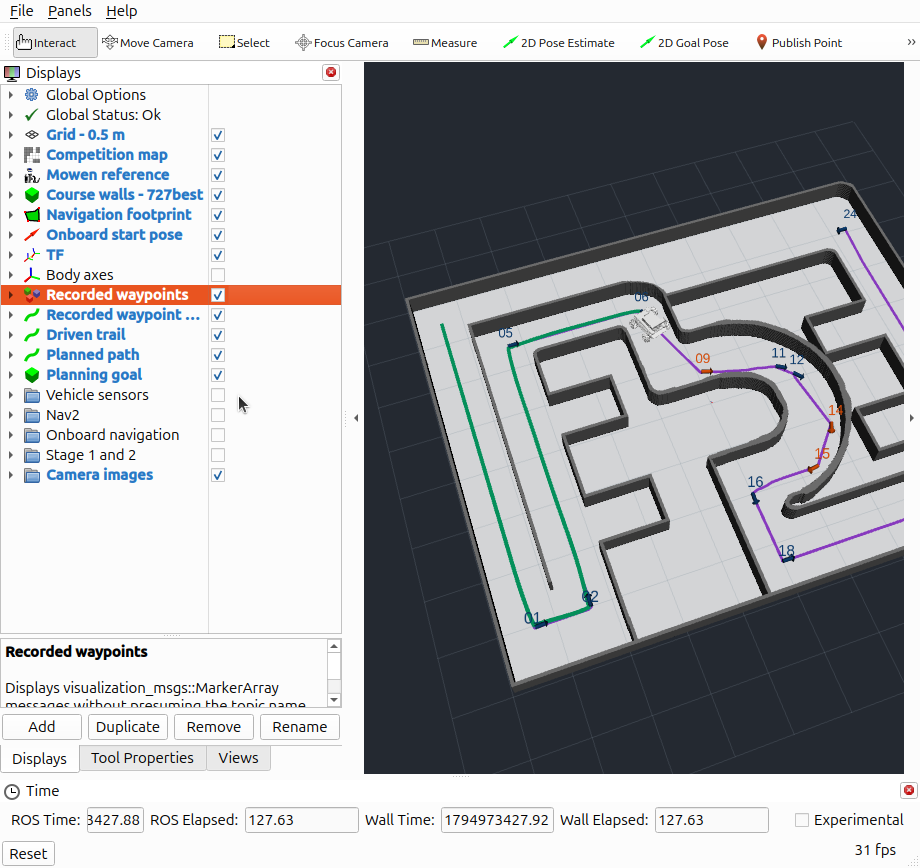 File Panels Help
Interact Move Camera Select Focus Camera Measure 2D Pose Estimate 2D Goal Pose Publish Point »
Displays
Global Options
Global Status: Ok
Grid - 0.5 m
Competition map
Mowen reference
Course walls - 727best
Navigation footprint
Onboard start pose
TF
Body axes
Recorded waypoints
Recorded waypoint ...
Driven trail
Planned path
Planning goal
Vehicle sensors
Nav2
Onboard navigation
Stage 1 and 2
Camera images
24
06
05
09
11
12
14
15
16
18
02
01
Recorded waypoints
Displays visualization_msgs::MarkerArray
messages without presuming the topic name
Add Duplicate Remove Rename
Displays Tool Properties Views
Time
ROS Time: 3427.88 ROS Elapsed: 127.63 Wall Time: 1794973427.92 Wall Elapsed: 127.63 Experimental
Reset 31 fps